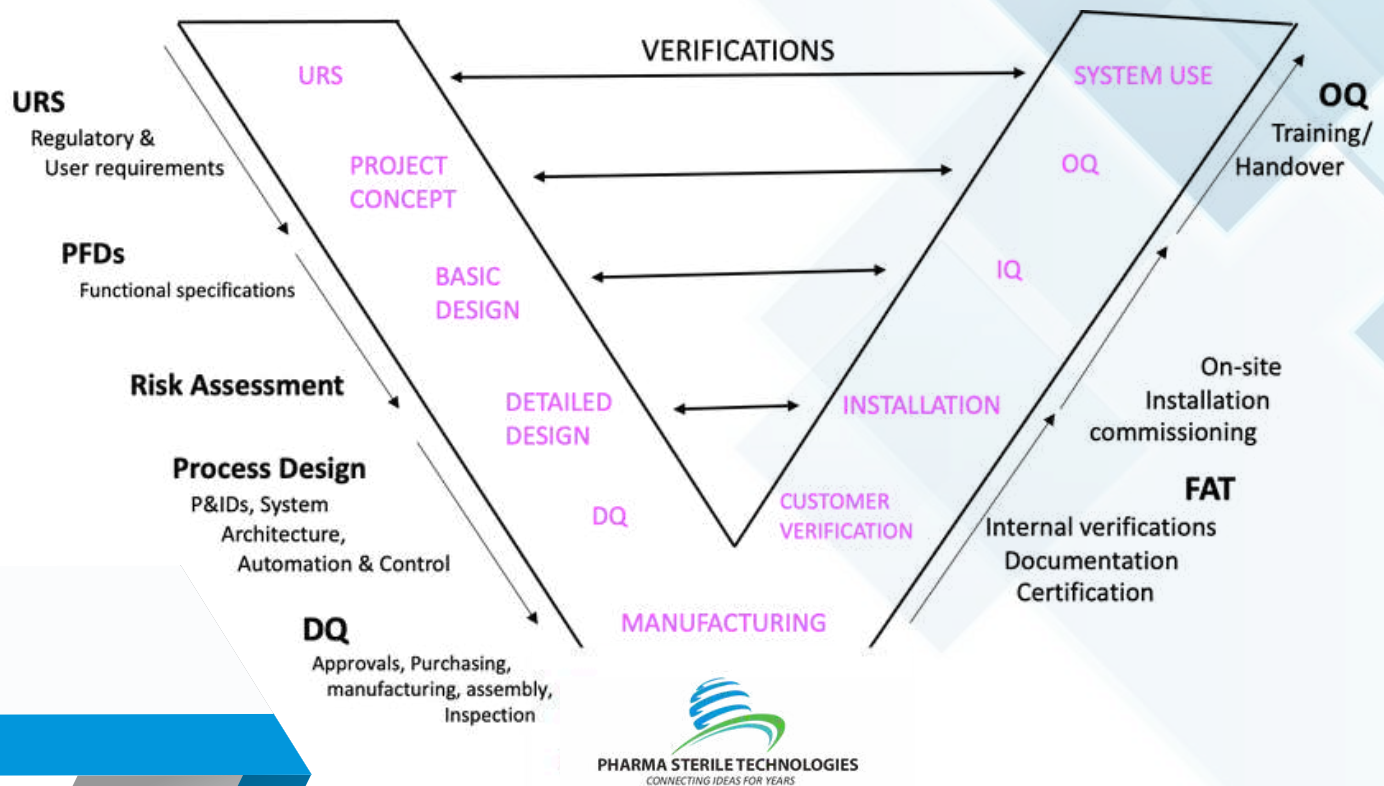 VERIFICATIONS
URS
SYSTEM USE
URS
Regulatory &
User requirements
OQ
Training/
Handover
PROJECT
CONCEPT
OQ
PFDs
Functional specifications
BASIC
DESIGN
IQ
Risk Assessment
DETAILED
DESIGN
INSTALLATION
On-site
Installation
commissioning
Process Design
P&IDs, System
Architecture,
Automation & Control
DQ
CUSTOMER
VERIFICATION
FAT
Internal verifications
Documentation
Certification
DQ
Approvals, Purchasing,
manufacturing, assembly,
Inspection
MANUFACTURING
PHARMA STERILE TECHNOLOGIES
CONNECTING IDEAS FOR YEARS